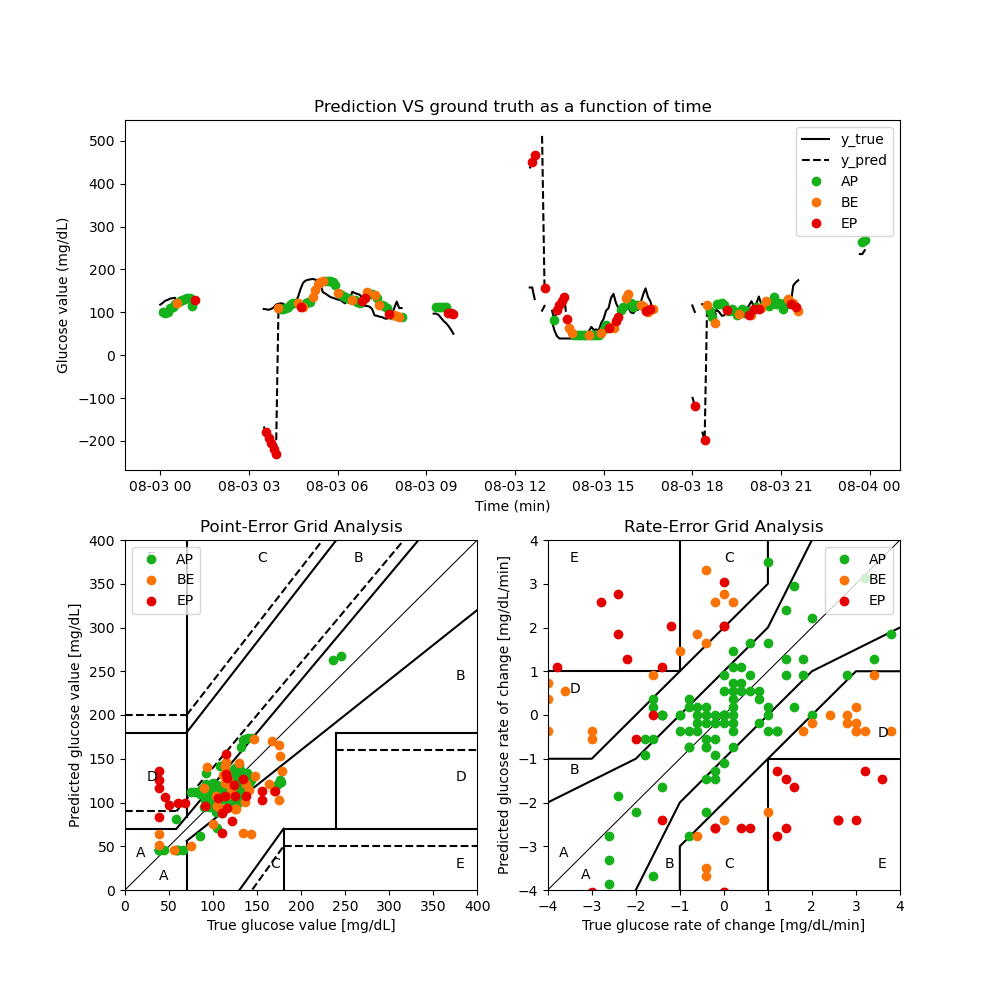 Prediction VS ground truth as a function of time
Glucose value (mg/dL)
500
400
300
200
100
0
−100
−200
y_true
y_pred
AP
BE
EP
08-03 00 08-03 03 08-03 06 08-03 09 08-03 12 08-03 15 08-03 18 08-03 21 08-04 00
Time (min)
Point-Error Grid Analysis
Predicted glucose value [mg/dL]
400
350
300
250
200
150
100
50
0
AP
BE
EP
C
B
B
D
D
A
A
C
E
0 50 100 150 200 250 300 350 400
True glucose value [mg/dL]
Rate-Error Grid Analysis
Predicted glucose rate of change [mg/dL/min]
4
3
2
1
0
−1
−2
−3
−4
AP
BE
EP
E
C
D
D
B
A
A
B
C
E
−4 −3 −2 −1 0 1 2 3 4
True glucose rate of change [mg/dL/min]